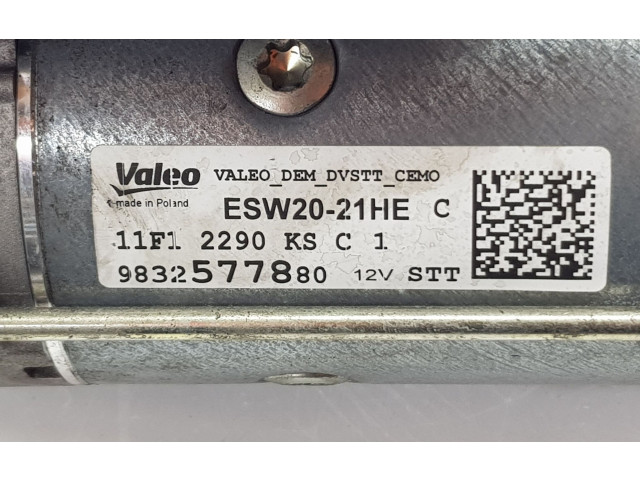 Valeo VALEO_DEM_DVSTT_CEMO
made in Poland ESW20-21HE C
11F1 2290 KS C 1
9832577880 12V STT